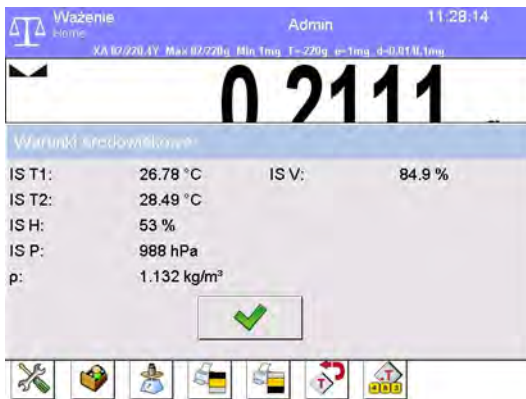 Ważenie
Home
Admin
11:28:14
XA 82/220.4Y Max 82/220g Min 1mg T=-220g e=1mg d=0.01/0.1mg
0.2111
Warunki środowiskowe
IS T1: 26.78 °C IS V: 84.9 %
IS T2: 28.49 °C
IS H: 53 %
IS P: 988 hPa
ρ: 1.132 kg/m³
T
T